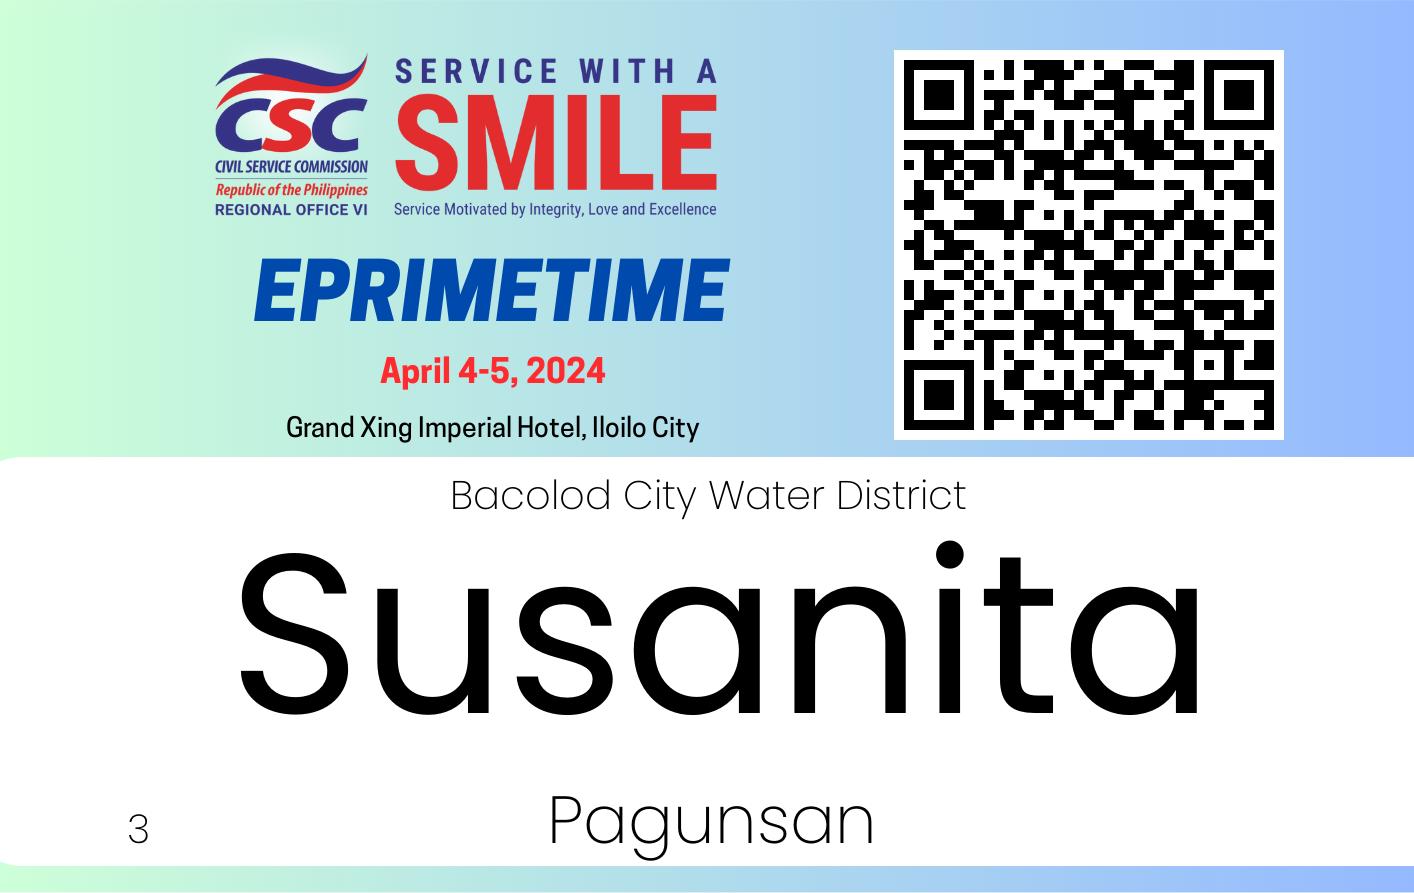 CSC
CIVIL SERVICE COMMISSION
Republic of the Philippines
REGIONAL OFFICE VI
SERVICE WITH A
SMILE
Service Motivated by Integrity, Love and Excellence
EPRIMETIME
April 4-5, 2024
Grand Xing Imperial Hotel, Iloilo City
Bacolod City Water District
Susanita
Pagunsan
3